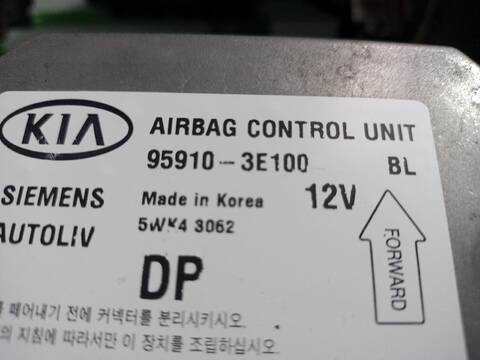 KIA AIRBAG CONTROL UNIT
95910-3E100 BL
SIEMENS Made in Korea 12V
AUTOLIV 5WK4 3062
FORWARD
DP
떼어내기 전에 커넥터를 분리시키시오.
의 지침에 따라서만 이 장치를 조립하십시오.